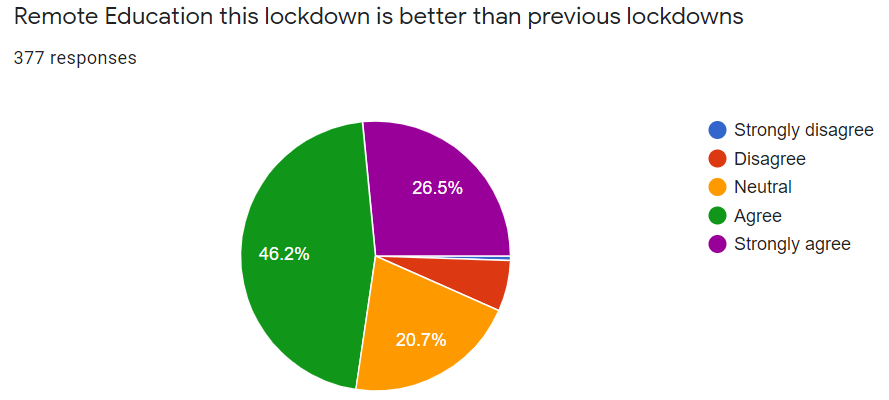 Remote Education this lockdown is better than previous lockdowns
377 responses
26.5%
46.2%
20.7%
Strongly disagree
Disagree
Neutral
Agree
Strongly agree